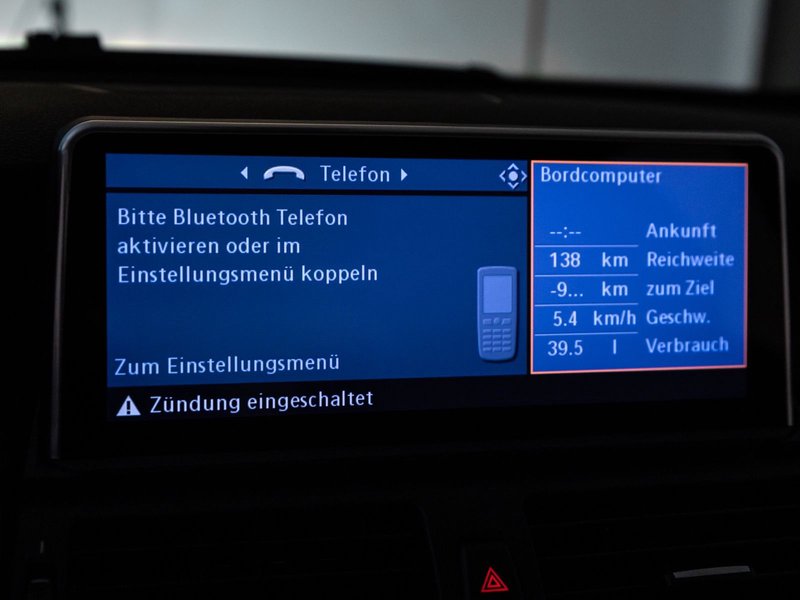 Telefon
Bitte Bluetooth Telefon
aktivieren oder im
Einstellungsmenü koppeln
Zum Einstellungsmenü
Zündung eingeschaltet
Bordcomputer
--:-- Ankunft
138 km Reichweite
-9... km zum Ziel
5.4 km/h Geschw.
39.5 l Verbrauch